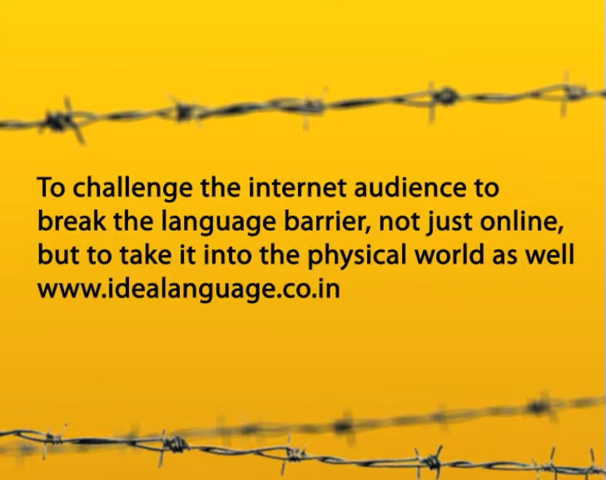 To challenge the internet audience to
break the language barrier, not just online,
but to take it into the physical world as well
www.idealanguage.co.in